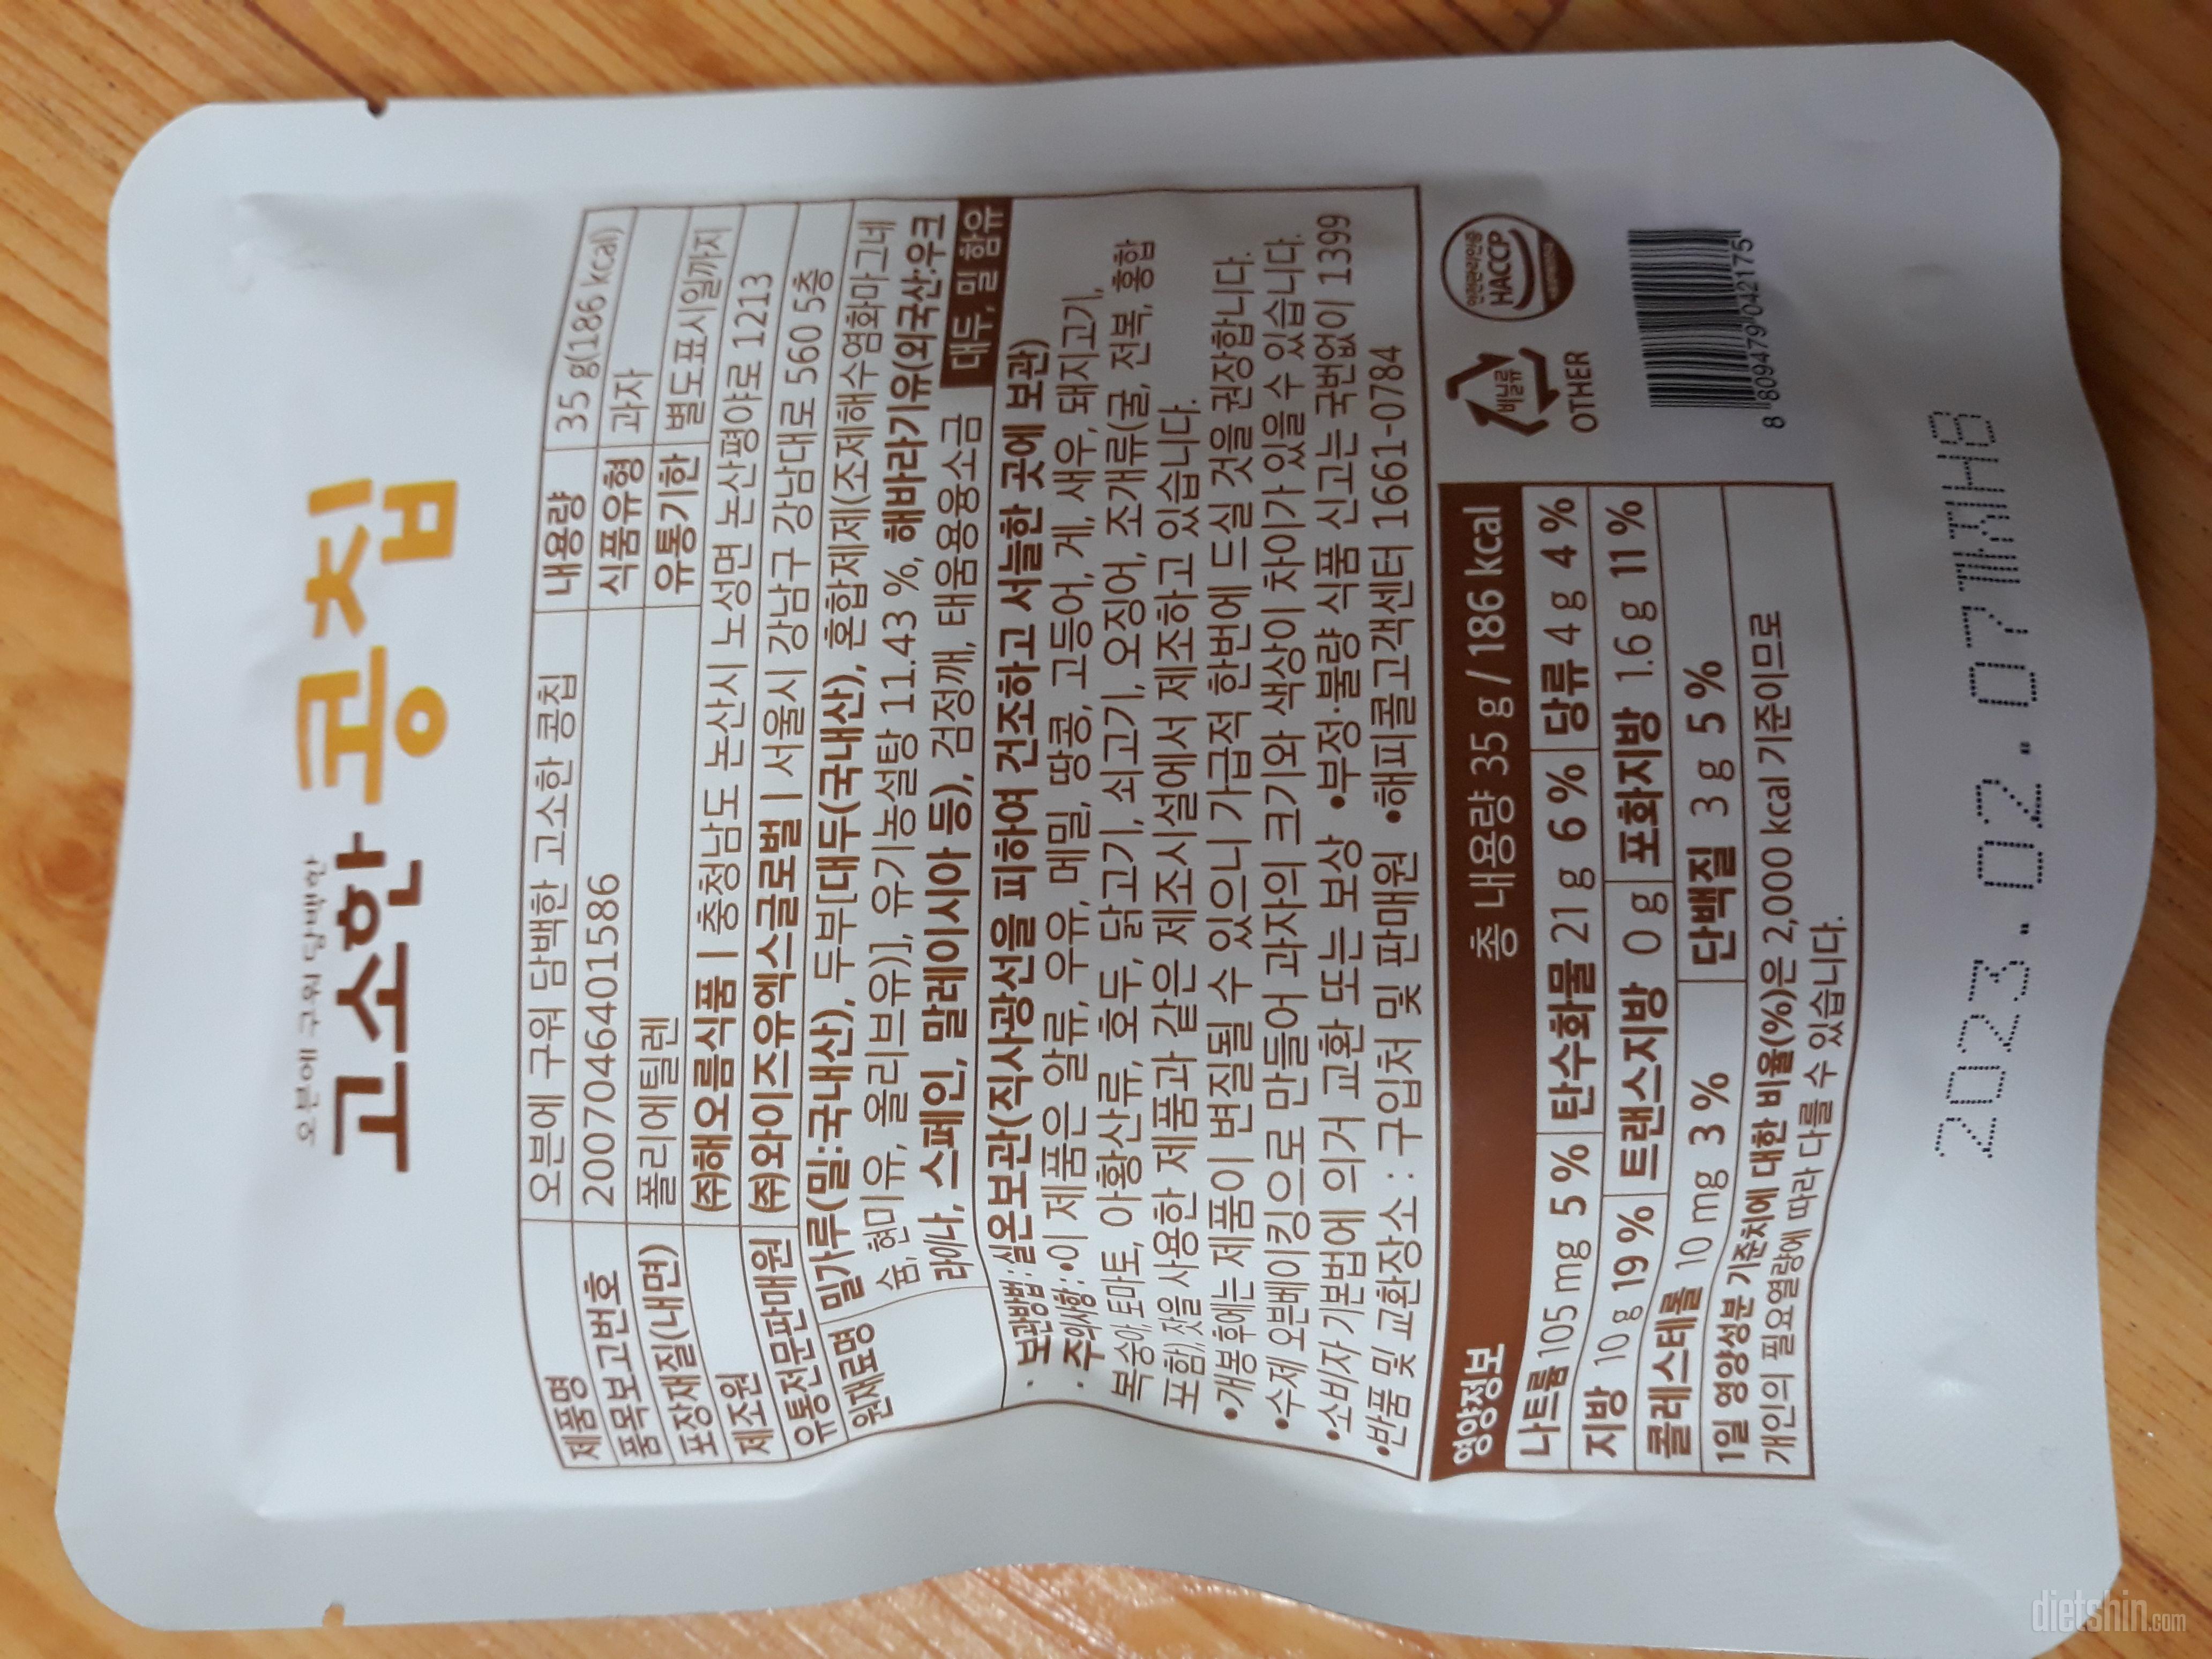 오븐에 구워 담백한
고소한 콩칩
제품명 오븐에 구워 담백한 고소한 콩칩 내용량 35 g(186 kcal)
품목보고번호 20070464015​86 식품유형 과자
포장재질(내면) 폴리에틸렌 유통기한 별도표시일까지
제조원 (주)해오름식품 | 충청남도 논산시 노성면 논산평야로 1213
유통전문판매원 (주)와이즈유엑스글로벌 | 서울시 강남구 강남대로 560 5층
원재료명 밀가루(밀:국내산), 두부[대두(국내산), 혼합제제(조제해수염화마그네
슘, 현미유, 올리브유)], 유기농설탕 11.43 %, 해바라기유(외국산:우크
라이나, 스페인, 말레이시아 등), 검정깨, 태움용융소금 대두, 밀 함유
· 보관방법 : 실온보관(직사광선을 피하여 건조하고 서늘한 곳에 보관)
· 주의사항 : •이 제품은 알류, 우유, 메밀, 땅콩, 고등어, 게, 새우, 돼지고기,
복숭아, 토마토, 아황산류, 호두, 닭고기, 쇠고기, 오징어, 조개류(굴, 전복, 홍합
포함), 잣을 사용한 제품과 같은 제조시설에서 제조하고 있습니다.
•개봉 후에는 제품이 변질될 수 있으니 가급적 한번에 드실 것을 권장합니다.
•수제 오븐베이킹으로 만들어 과자의 크기와 색상이 차이가 있을 수 있습니다.
•소비자 기본법에 의거 교환 또는 보상 •부정·불량 식품 신고는 국번없이 1399
•반품 및 교환장소 : 구입처 및 판매원 •해피콜고객센터 1661-0784
영양정보 총 내용량 35 g / 186 kcal
나트륨 105 mg 5 % 탄수화물 21 g 6 % 당류 4 g 4 %
지방 10 g 19 % 트랜스지방 0 g 포화지방 1.6 g 11 %
콜레스테롤 10 mg 3 % 단백질 3 g 5 %
1일 영양성분 기준치에 대한 비율(%)은 2,000 kcal 기준이므로
개인의 필요열량에 따라 다를 수 있습니다.
비닐류
OTHER
안전관리인증
HACCP
8 809479 042175
2023.02.07까지HB
dietshin.com